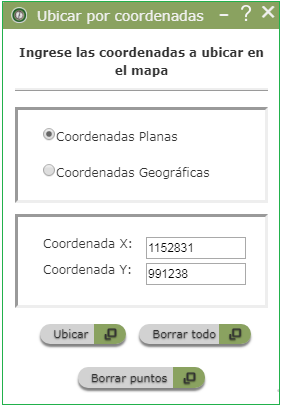 Ubicar por coordenadas – ? ×
Ingrese las coordenadas a ubicar en
el mapa
Coordenadas Planas
Coordenadas Geográficas
Coordenada X: 1152831
Coordenada Y: 991238
Ubicar Borrar todo
Borrar puntos